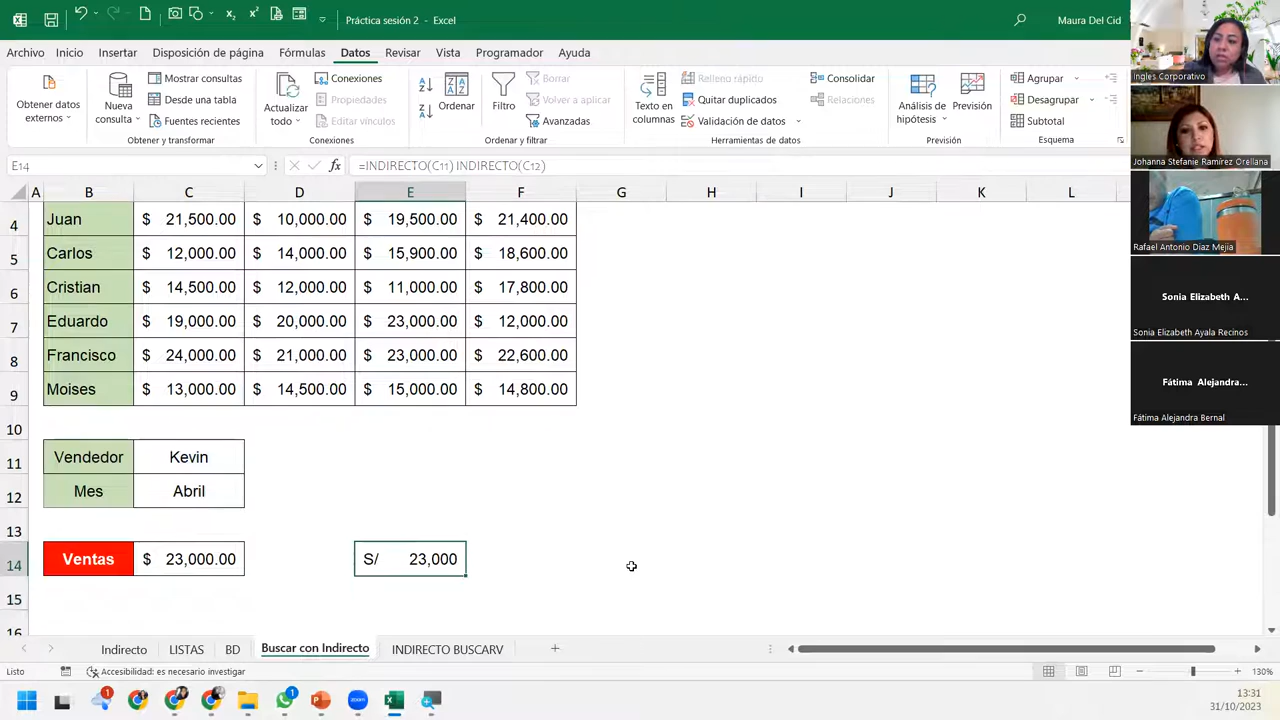 Práctica sesión 2 - Excel
Maura Del Cid
Archivo Inicio Insertar Disposición de página Fórmulas Datos Revisar Vista Programador Ayuda
Obtener datos externos
Nueva consulta
Mostrar consultas
Desde una tabla
Fuentes recientes
Obtener y transformar
Actualizar todo
Conexiones
Propiedades
Editar vínculos
Conexiones
Ordenar
Filtro
Borrar
Volver a aplicar
Avanzadas
Ordenar y filtrar
Texto en columnas
Relleno rápido
Quitar duplicados
Validación de datos
Consolidar
Relaciones
Herramientas de datos
Análisis de hipótesis
Previsión
Previsión
Agrupar
Desagrupar
Subtotal
Esquema
E14
fx =INDIRECTO(C11) INDIRECTO(C12)
A B C D E F G H I J K L
4 Juan $ 21,500.00 $ 10,000.00 $ 19,500.00 $ 21,400.00
5 Carlos $ 12,000.00 $ 14,000.00 $ 15,900.00 $ 18,600.00
6 Cristian $ 14,500.00 $ 12,000.00 $ 11,000.00 $ 17,800.00
7 Eduardo $ 19,000.00 $ 20,000.00 $ 23,000.00 $ 12,000.00
8 Francisco $ 24,000.00 $ 21,000.00 $ 23,000.00 $ 22,600.00
9 Moises $ 13,000.00 $ 14,500.00 $ 15,000.00 $ 14,800.00
10
11 Vendedor Kevin
12 Mes Abril
13
14 Ventas $ 23,000.00 S/ 23,000
15
16
Indirecto LISTAS BD Buscar con Indirecto INDIRECTO BUSCARV
Listo
Accesibilidad: es necesario investigar
130%
1
1
zoom
13:31
31/10/2023
Ingles Corporativo
Johanna Stefanie Ramírez Orellana
Rafael Antonio Diaz Mejia
Sonia Elizabeth A...
Sonia Elizabeth Ayala Recinos
Fátima Alejandra...
Fátima Alejandra Bernal